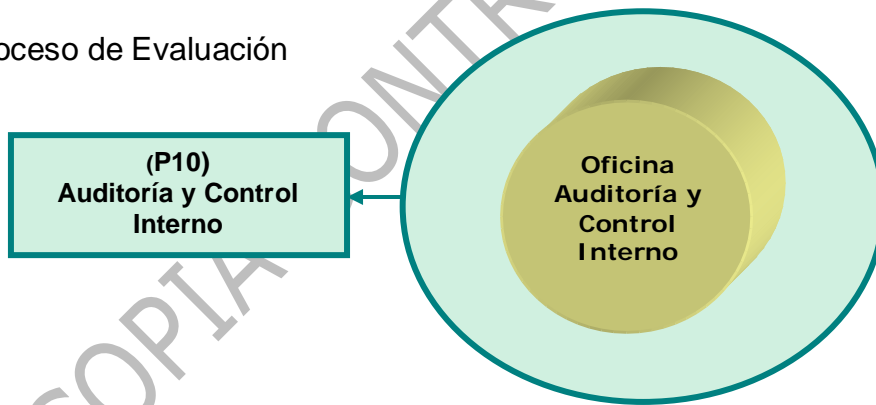 oceso de Evaluación
(P10)
Auditoría y Control
Interno
Oficina
Auditoría y
Control
Interno
COPIA CONTR